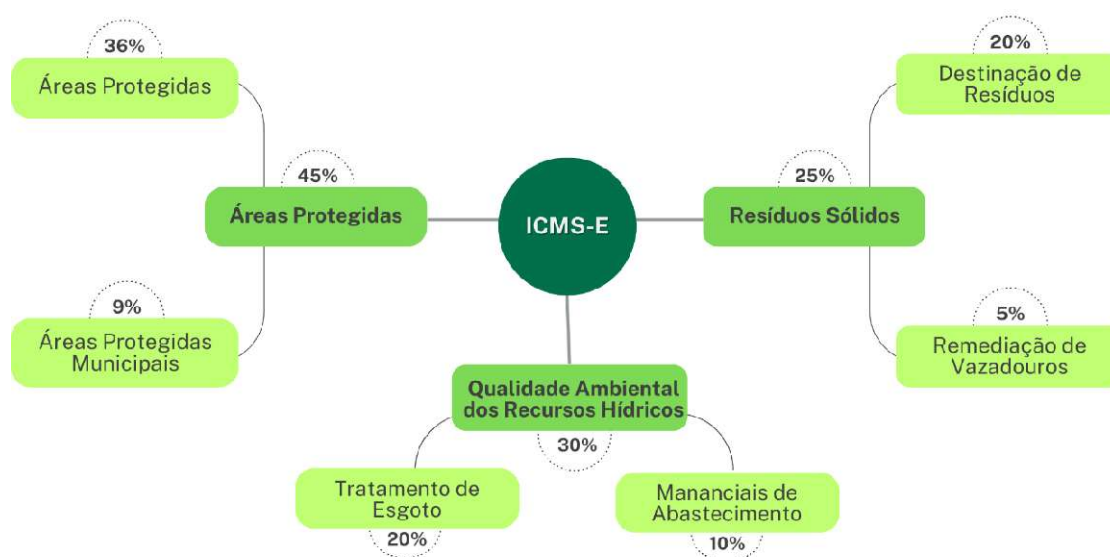 36%
Áreas Protegidas
45%
Áreas Protegidas
9%
Áreas Protegidas
Municipais
ICMS-E
20%
Destinação de
Resíduos
25%
Resíduos Sólidos
5%
Remediação de
Vazadouros
Qualidade Ambiental
dos Recursos Hídricos
30%
Tratamento de
Esgoto
20%
Mananciais de
Abastecimento
10%